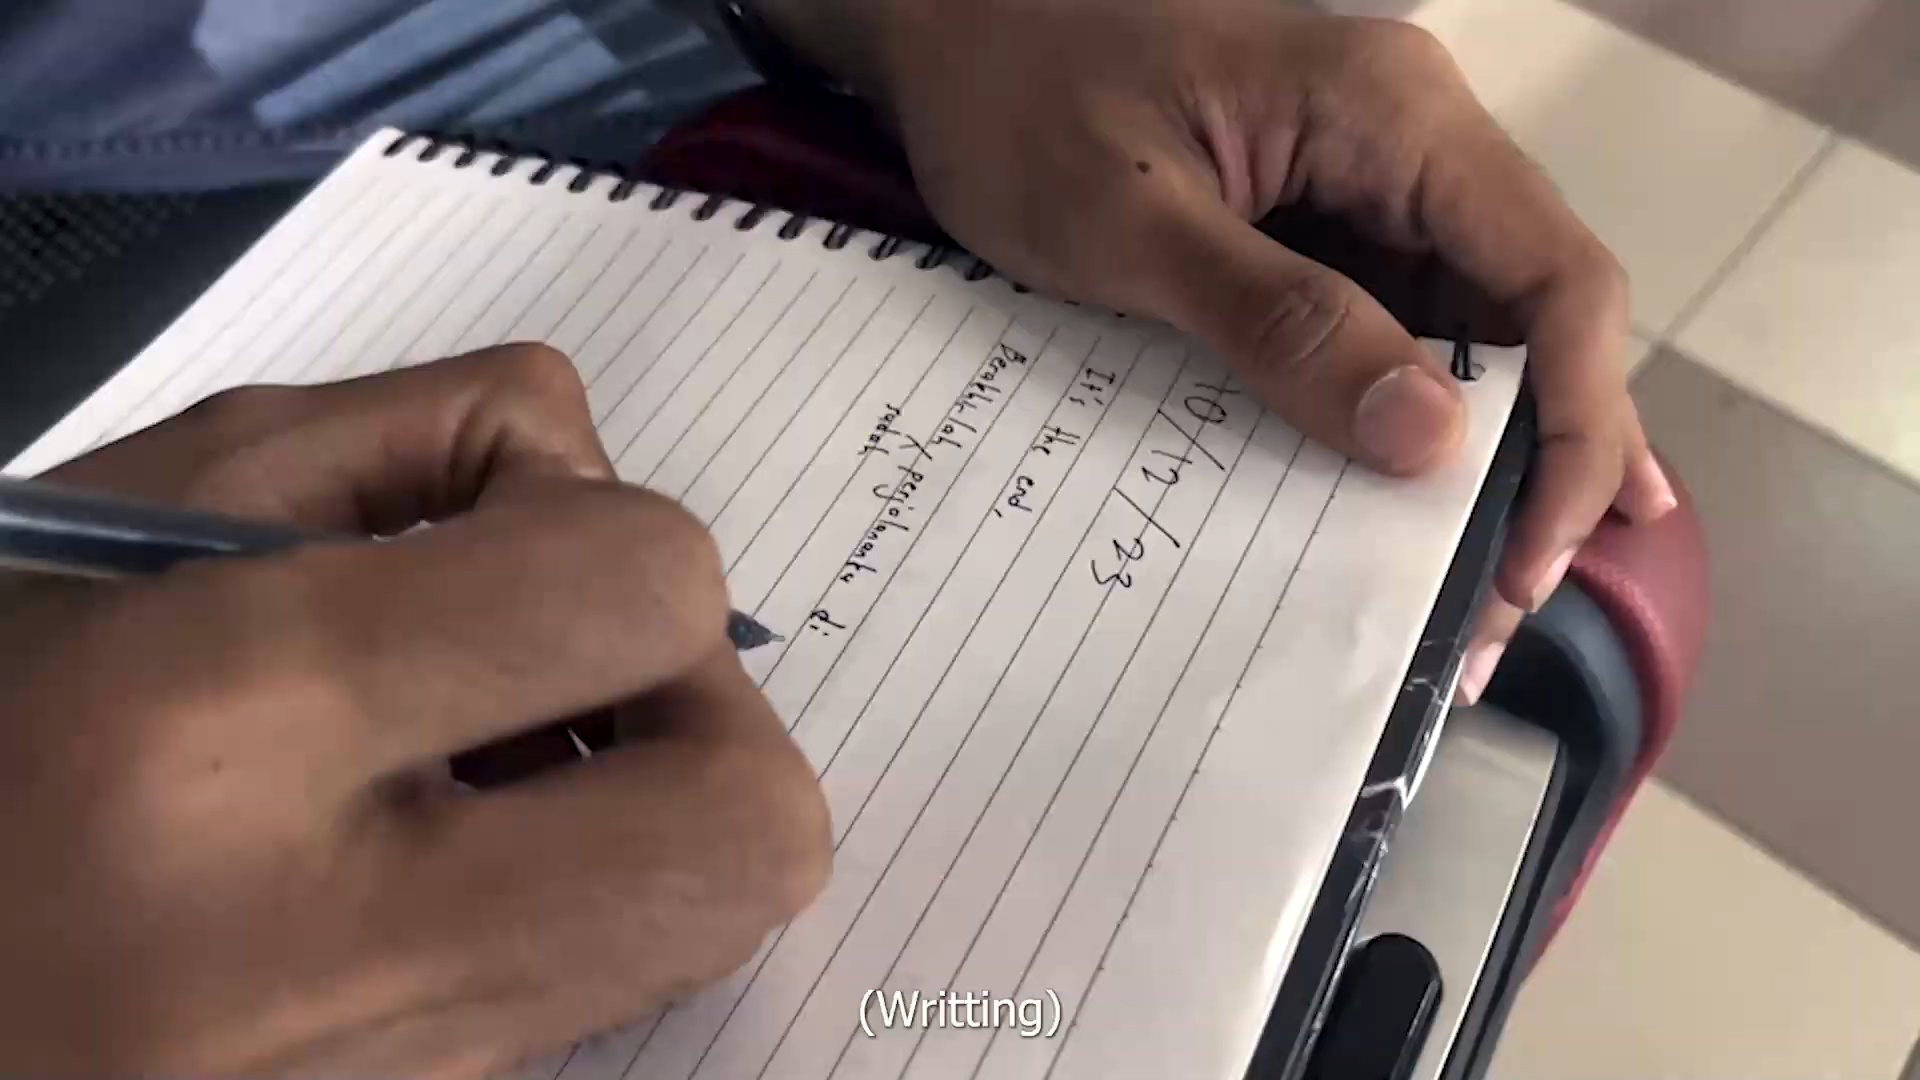 10/12/23
It's the end,
Berakhirlah perjalananku di
sudah
(Writting)